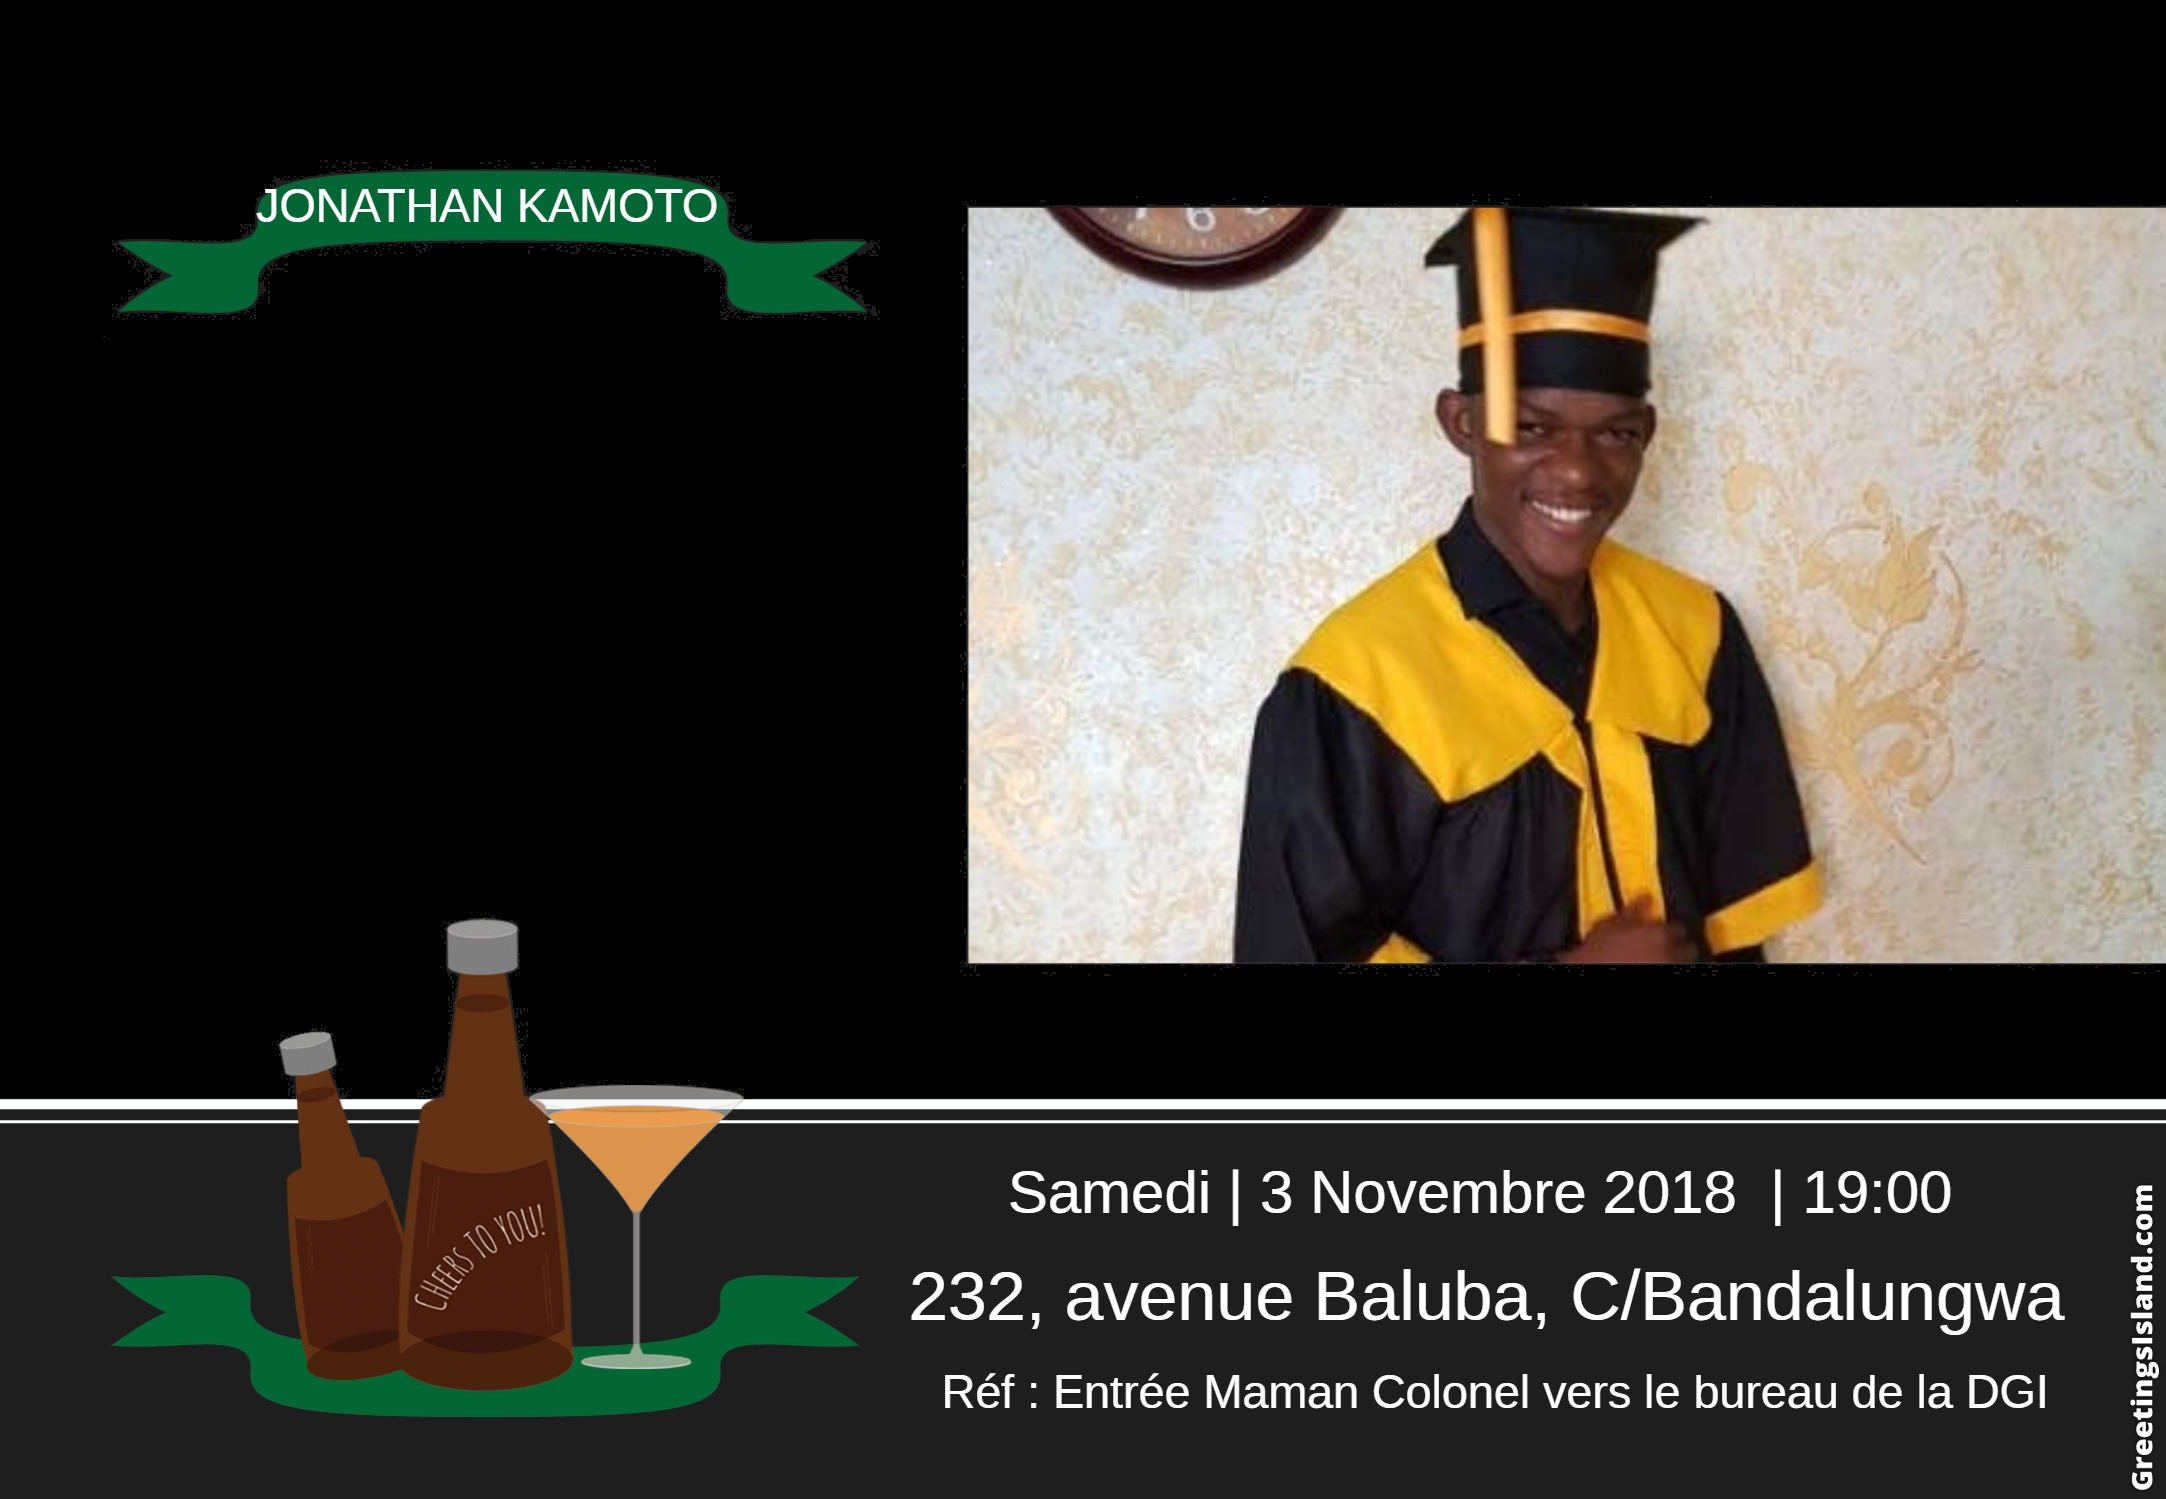 JONATHAN KAMOTO
6
CHEERS TO YOU!
Samedi | 3 Novembre 2018 | 19:00
232, avenue Baluba, C/Bandalungwa
Réf : Entrée Maman Colonel vers le bureau de la DGI
GreetingsIsland.com